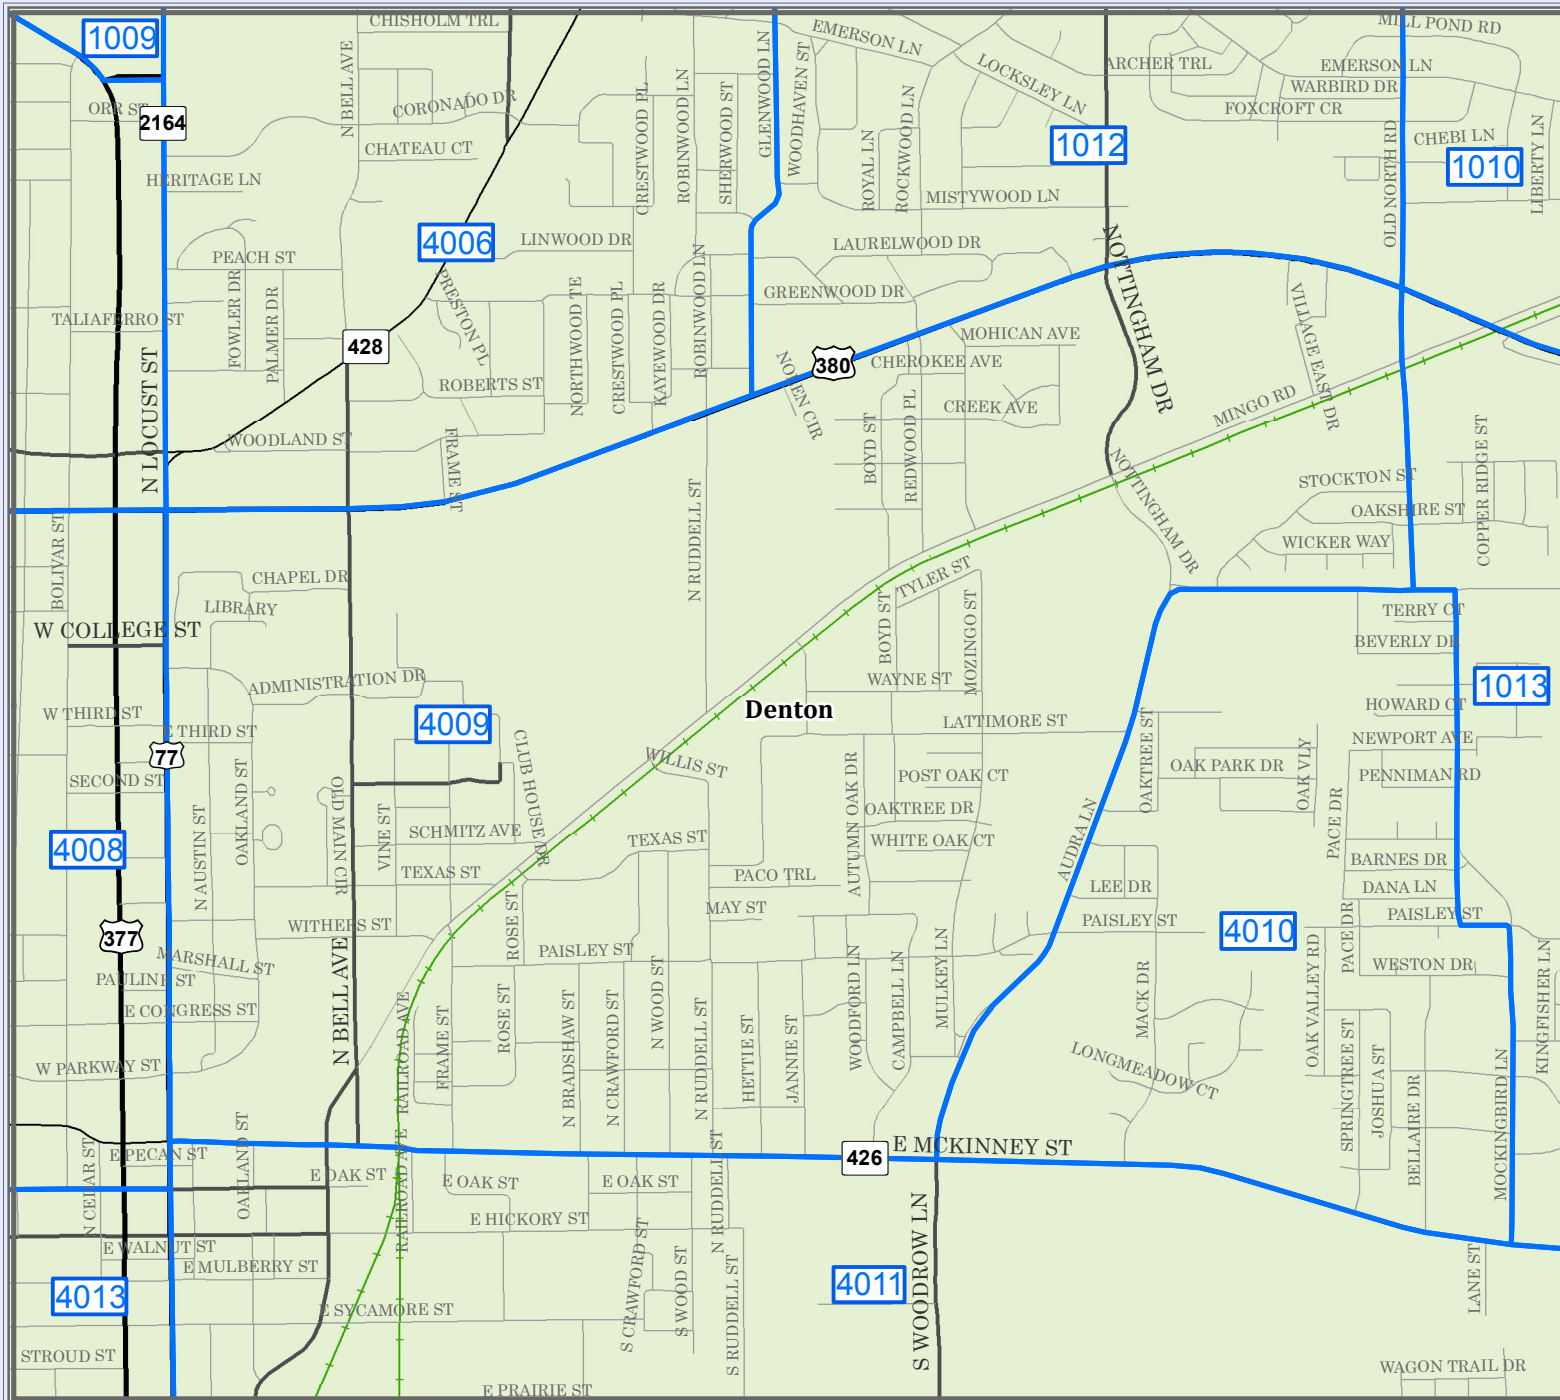 CHISHOLM TRL
MILL POND RD
1009
EMERSON LN
GLENWOOD LN
WOODHAVEN ST
LOCKSLEY LN
ARCHER TRL
EMERSON LN
WARBIRD DR
FOXCROFT CR
N BELL AVE
CORONADO DR
ORR ST
2164
CRESTWOOD PL
ROBINWOOD LN
SHERWOOD ST
ROYAL LN
ROCKWOOD LN
1012
OLD NORTH RD
CHEBI LN
1010
LIBERTY LN
CHATEAU CT
HERITAGE LN
MISTYWOOD LN
4006
LINWOOD DR
LAURELWOOD DR
NOTTINGHAM DR
PEACH ST
FOWLER DR
PALMER DR
PRESTON PL
NORTHWOOD TE
CRESTWOOD PL
KAYEWOOD DR
ROBINWOOD LN
GREENWOOD DR
VILLAGE EAST DR
TALIAFERRO ST
428
MOHICAN AVE
380
CHEROKEE AVE
N LOCUST ST
ROBERTS ST
NOLEN CIR
CREEK AVE
MINGO RD
WOODLAND ST
FRAME ST
BOYD ST
REDWOOD PL
NOTTINGHAM DR
STOCKTON ST
COPPER RIDGE ST
OAKSHIRE ST
WICKER WAY
BOLIVAR ST
N RUDDELL ST
CHAPEL DR
TYLER ST
LIBRARY
BOYD ST
MOZINGO ST
TERRY CT
W COLLEGE ST
BEVERLY DR
ADMINISTRATION DR
WAYNE ST
1013
HOWARD CT
W THIRD ST
E THIRD ST
4009
Denton
LATTIMORE ST
OAKTREE ST
NEWPORT AVE
77
CLUB HOUSE DR
WILLIS ST
SECOND ST
OAKLAND ST
OLD MAIN CIR
POST OAK CT
OAK PARK DR
OAK VLY
PENNIMAN RD
N AUSTIN ST
VINE ST
AUTUMN OAK DR
OAKTREE DR
PACE DR
SCHMITZ AVE
TEXAS ST
WHITE OAK CT
AUDRA LN
4008
TEXAS ST
PACO TRL
BARNES DR
LEE DR
DANA LN
MAY ST
PAISLEY ST
PAISLEY ST
WITHERS ST
ROSE ST
377
4010
PAISLEY ST
N BELL AVE
MARSHALL ST
PAULINE ST
MULKEY LN
WOODFORD LN
CAMPBELL LN
PACE DR
OAK VALLEY RD
WESTON DR
KINGFISHER LN
E CONGRESS ST
RAILROAD AVE
FRAME ST
ROSE ST
N BRADSHAW ST
N CRAWFORD ST
N WOOD ST
N RUDDELL ST
HETTIE ST
JANNIE ST
MACK DR
W PARKWAY ST
LONGMEADOW CT
SPRINGTREE ST
JOSHUA ST
BELLAIRE DR
MOCKINGBIRD LN
E PECAN ST
N CEDAR ST
OAKLAND ST
RAILROAD AVE
426
E MCKINNEY ST
E OAK ST
E OAK ST
E OAK ST
N RUDDELL ST
E HICKORY ST
S CRAWFORD ST
S WOOD ST
S RUDDELL ST
S WOODROW LN
E WALNUT ST
E MULBERRY ST
4013
4011
LANE ST
E SYCAMORE ST
STROUD ST
WAGON TRAIL DR
E PRAIRIE ST